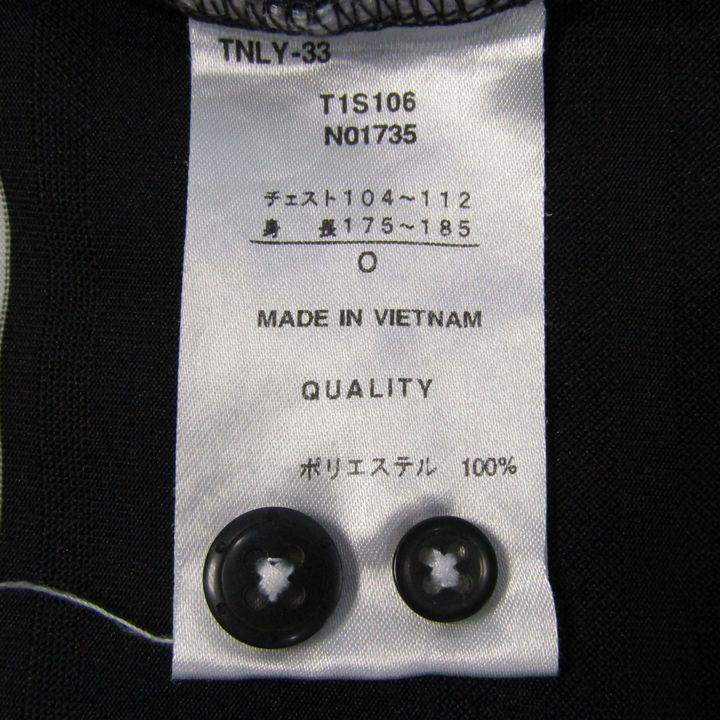 TNLY-33
T1S106
N01735
チェスト104～112
身 長175～185
O
MADE IN VIETNAM
QUALITY
ポリエステル 100%